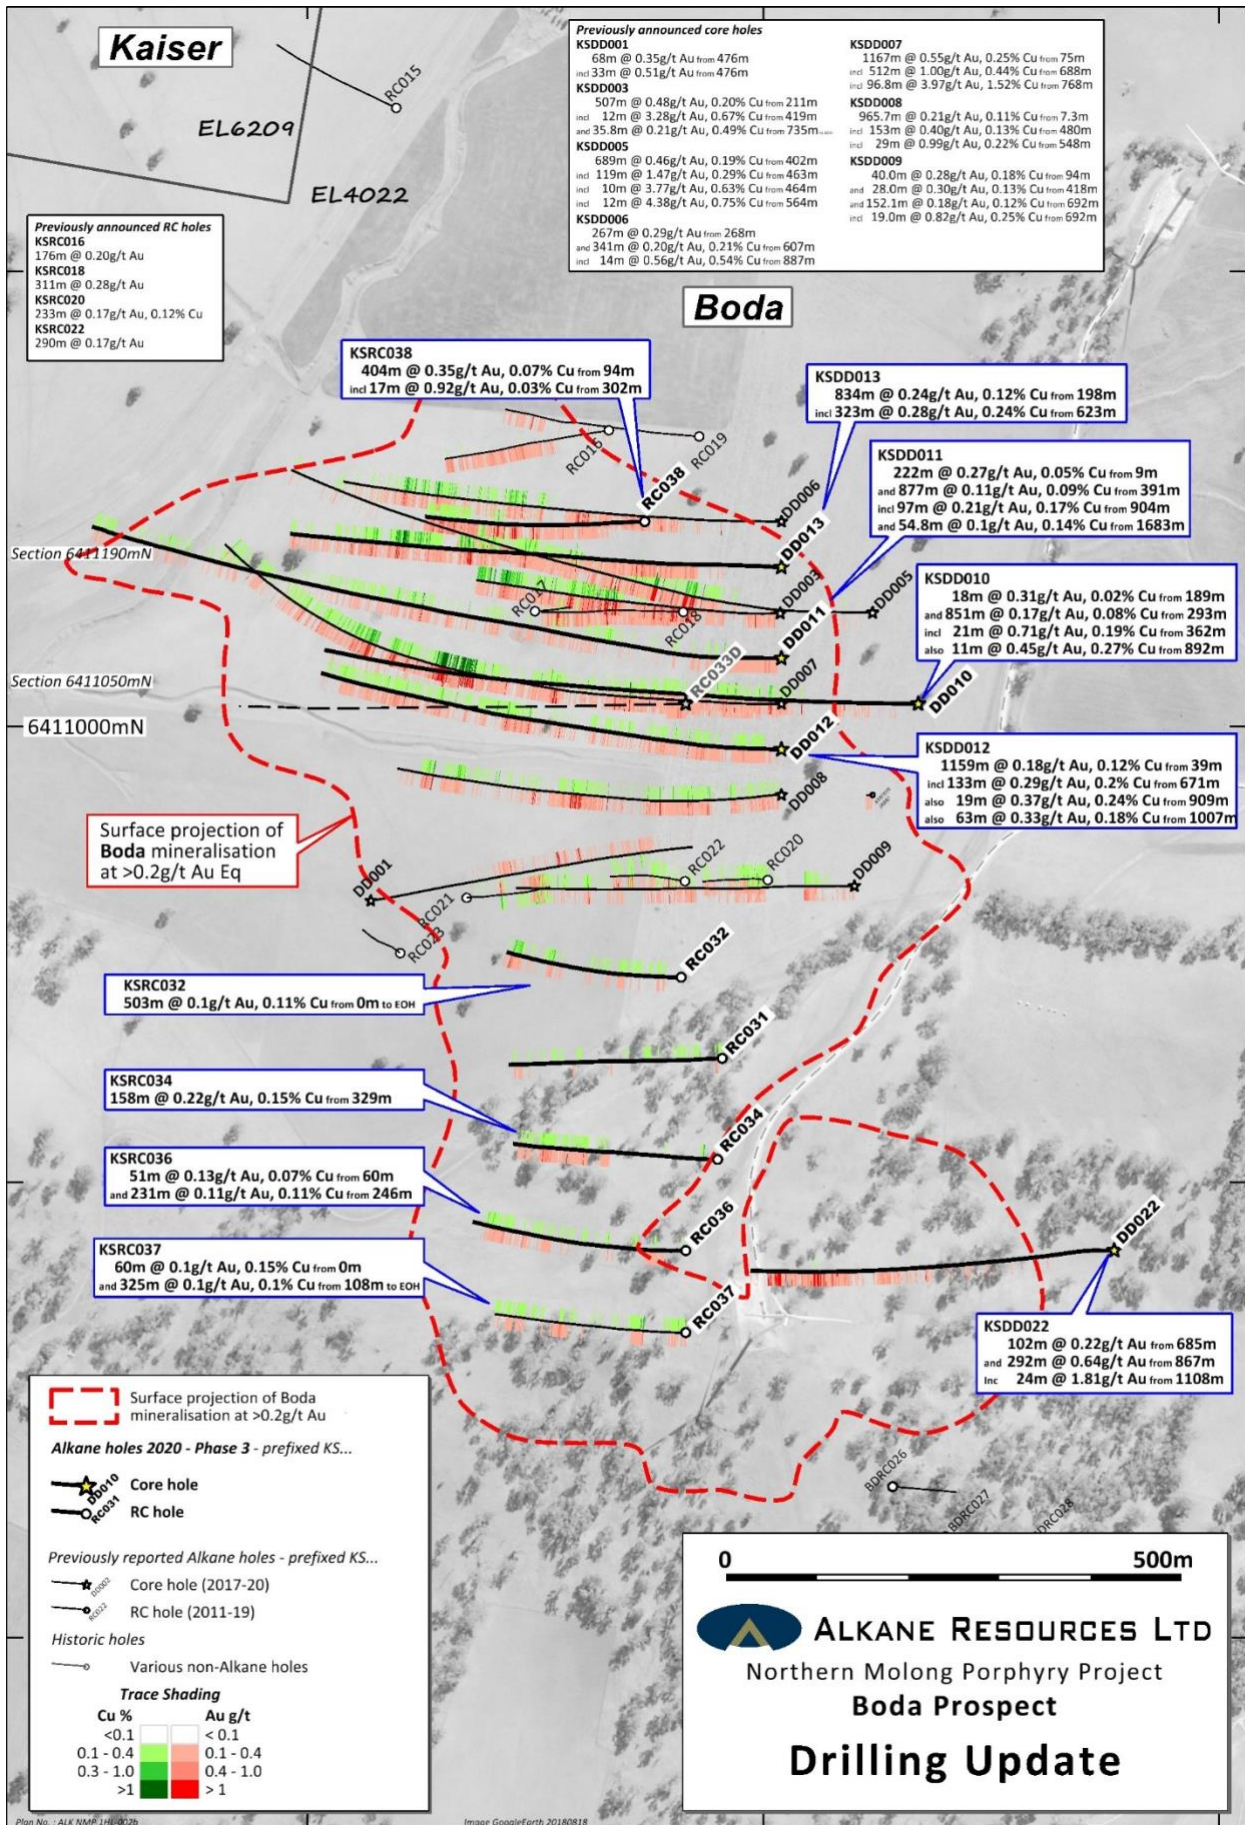 Kaiser
EL6209
EL4022
RC015
Previously announced core holes
KSDD001
68m @ 0.35g/t Au from 476m
incl 33m @ 0.51g/t Au from 476m
KSDD003
507m @ 0.48g/t Au, 0.20% Cu from 211m
incl 12m @ 3.28g/t Au, 0.67% Cu from 419m
and 35.8m @ 0.21g/t Au, 0.49% Cu from 735m
KSDD005
689m @ 0.46g/t Au, 0.19% Cu from 402m
incl 119m @ 1.47g/t Au, 0.29% Cu from 463m
incl 10m @ 3.77g/t Au, 0.63% Cu from 464m
incl 12m @ 4.38g/t Au, 0.75% Cu from 564m
KSDD006
267m @ 0.29g/t Au from 268m
and 341m @ 0.20g/t Au, 0.21% Cu from 607m
incl 14m @ 0.56g/t Au, 0.54% Cu from 887m
KSDD007
1167m @ 0.55g/t Au, 0.25% Cu from 75m
incl 512m @ 1.00g/t Au, 0.44% Cu from 688m
incl 96.8m @ 3.97g/t Au, 1.52% Cu from 768m
KSDD008
965.7m @ 0.21g/t Au, 0.11% Cu from 7.3m
incl 153m @ 0.40g/t Au, 0.13% Cu from 480m
incl 29m @ 0.99g/t Au, 0.22% Cu from 548m
KSDD009
40.0m @ 0.28g/t Au, 0.18% Cu from 94m
and 28.0m @ 0.30g/t Au, 0.13% Cu from 418m
and 152.1m @ 0.18g/t Au, 0.12% Cu from 692m
incl 19.0m @ 0.82g/t Au, 0.25% Cu from 692m
Previously announced RC holes
KSRC016
176m @ 0.20g/t Au
KSRC018
311m @ 0.28g/t Au
KSRC020
233m @ 0.17g/t Au, 0.12% Cu
KSRC022
290m @ 0.17g/t Au
Boda
KSRC038
404m @ 0.35g/t Au, 0.07% Cu from 94m
incl 17m @ 0.92g/t Au, 0.03% Cu from 302m
KSDD013
834m @ 0.24g/t Au, 0.12% Cu from 198m
incl 323m @ 0.28g/t Au, 0.24% Cu from 623m
KSDD011
222m @ 0.27g/t Au, 0.05% Cu from 9m
and 877m @ 0.11g/t Au, 0.09% Cu from 391m
incl 97m @ 0.21g/t Au, 0.17% Cu from 904m
and 54.8m @ 0.1g/t Au, 0.14% Cu from 1683m
KSDD010
18m @ 0.31g/t Au, 0.02% Cu from 189m
and 851m @ 0.17g/t Au, 0.08% Cu from 293m
incl 21m @ 0.71g/t Au, 0.19% Cu from 362m
also 11m @ 0.45g/t Au, 0.27% Cu from 892m
RC016
RC019
RC038
DD006
DD013
Section 6411190mN
RC017
RC018
DD003
DD005
DD011
Section 6411050mN
RC033D
DD007
DD010
6411000mN
DD012
KSDD012
1159m @ 0.18g/t Au, 0.12% Cu from 39m
incl 133m @ 0.29g/t Au, 0.2% Cu from 671m
also 19m @ 0.37g/t Au, 0.24% Cu from 909m
also 63m @ 0.33g/t Au, 0.18% Cu from 1007m
DD008
Surface projection of
Boda mineralisation
at >0.2g/t Au Eq
DD001
RC021
RC022
RC020
DD009
RC023
RC032
KSRC032
503m @ 0.1g/t Au, 0.11% Cu from 0m to EOH
RC031
KSRC034
158m @ 0.22g/t Au, 0.15% Cu from 329m
RC034
KSRC036
51m @ 0.13g/t Au, 0.07% Cu from 60m
and 231m @ 0.11g/t Au, 0.11% Cu from 246m
RC036
DD022
KSRC037
60m @ 0.1g/t Au, 0.15% Cu from 0m
and 325m @ 0.1g/t Au, 0.1% Cu from 108m to EOH
RC037
KSDD022
102m @ 0.22g/t Au from 685m
and 292m @ 0.64g/t Au from 867m
Inc 24m @ 1.81g/t Au from 1108m
BDRC026
BDRC027
BDRC028
Surface projection of Boda
mineralisation at >0.2g/t Au
Alkane holes 2020 - Phase 3 - prefixed KS...
DD010
Core hole
RC031
RC hole
Previously reported Alkane holes - prefixed KS...
DD002
Core hole (2017-20)
RC022
RC hole (2011-19)
Historic holes
Various non-Alkane holes
Trace Shading
Cu % Au g/t
<0.1 < 0.1
0.1 - 0.4 0.1 - 0.4
0.3 - 1.0 0.4 - 1.0
>1 > 1
0 500m
ALKANE RESOURCES LTD
Northern Molong Porphyry Project
Boda Prospect
Drilling Update
Plan No. : ALK NMP 1HL-002b
Image GoogleEarth 20180818